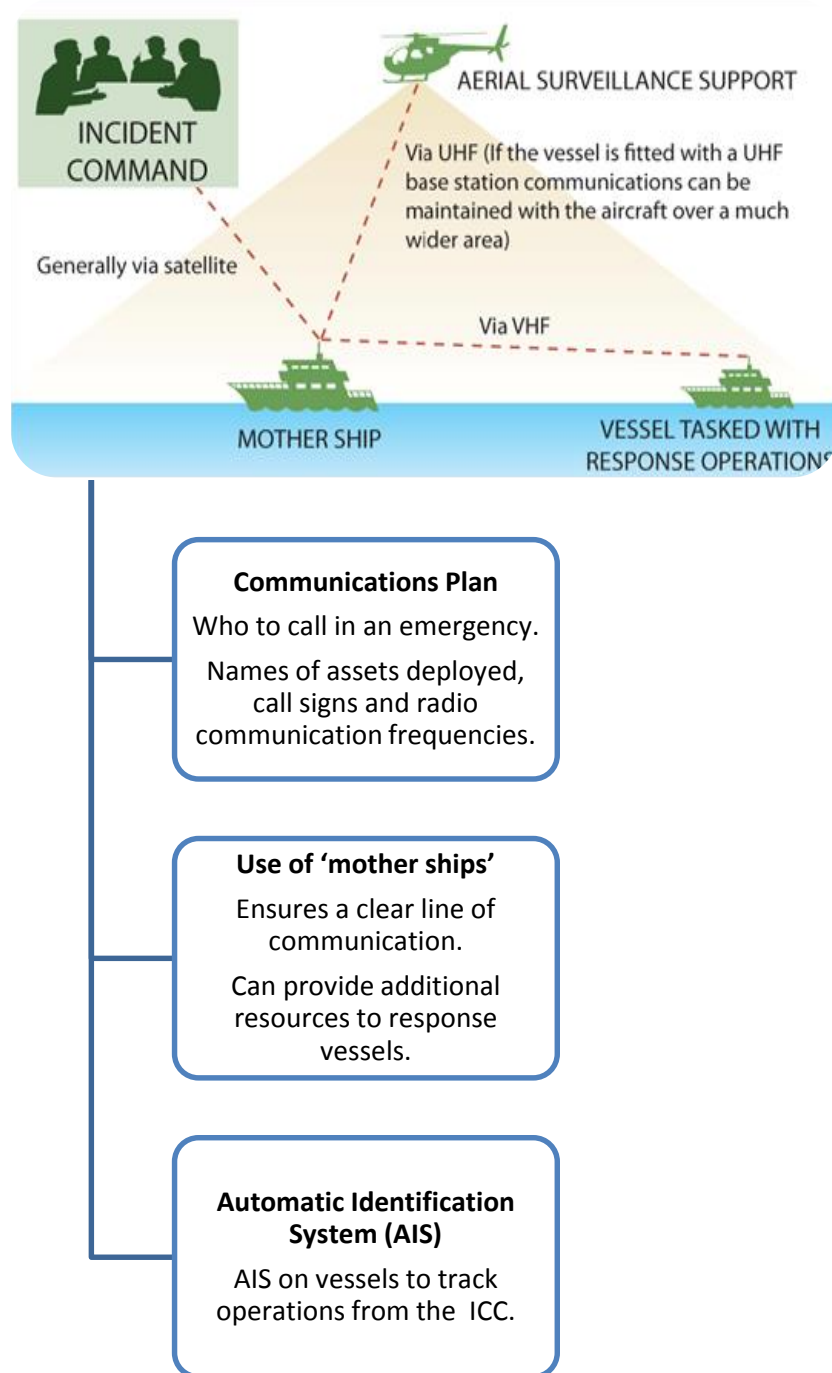 INCIDENT
COMMAND
AERIAL SURVEILLANCE SUPPORT
Via UHF (If the vessel is fitted with a UHF
base station communications can be
maintained with the aircraft over a much
wider area)
Generally via satellite
Via VHF
MOTHER SHIP
VESSEL TASKED WITH
RESPONSE OPERATIONS
Communications Plan
Who to call in an emergency.
Names of assets deployed,
call signs and radio
communication frequencies.
Use of ‘mother ships’
Ensures a clear line of
communication.
Can provide additional
resources to response
vessels.
Automatic Identification
System (AIS)
AIS on vessels to track
operations from the ICC.